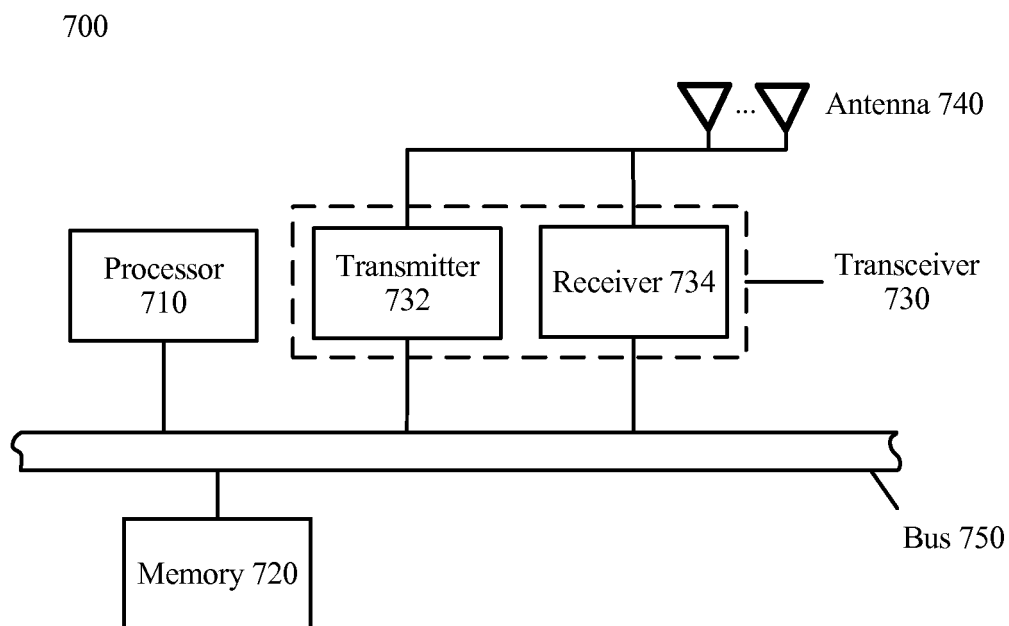 700
... Antenna 740
Processor
710
Transmitter
732
Receiver 734
Transceiver
730
Bus 750
Memory 720